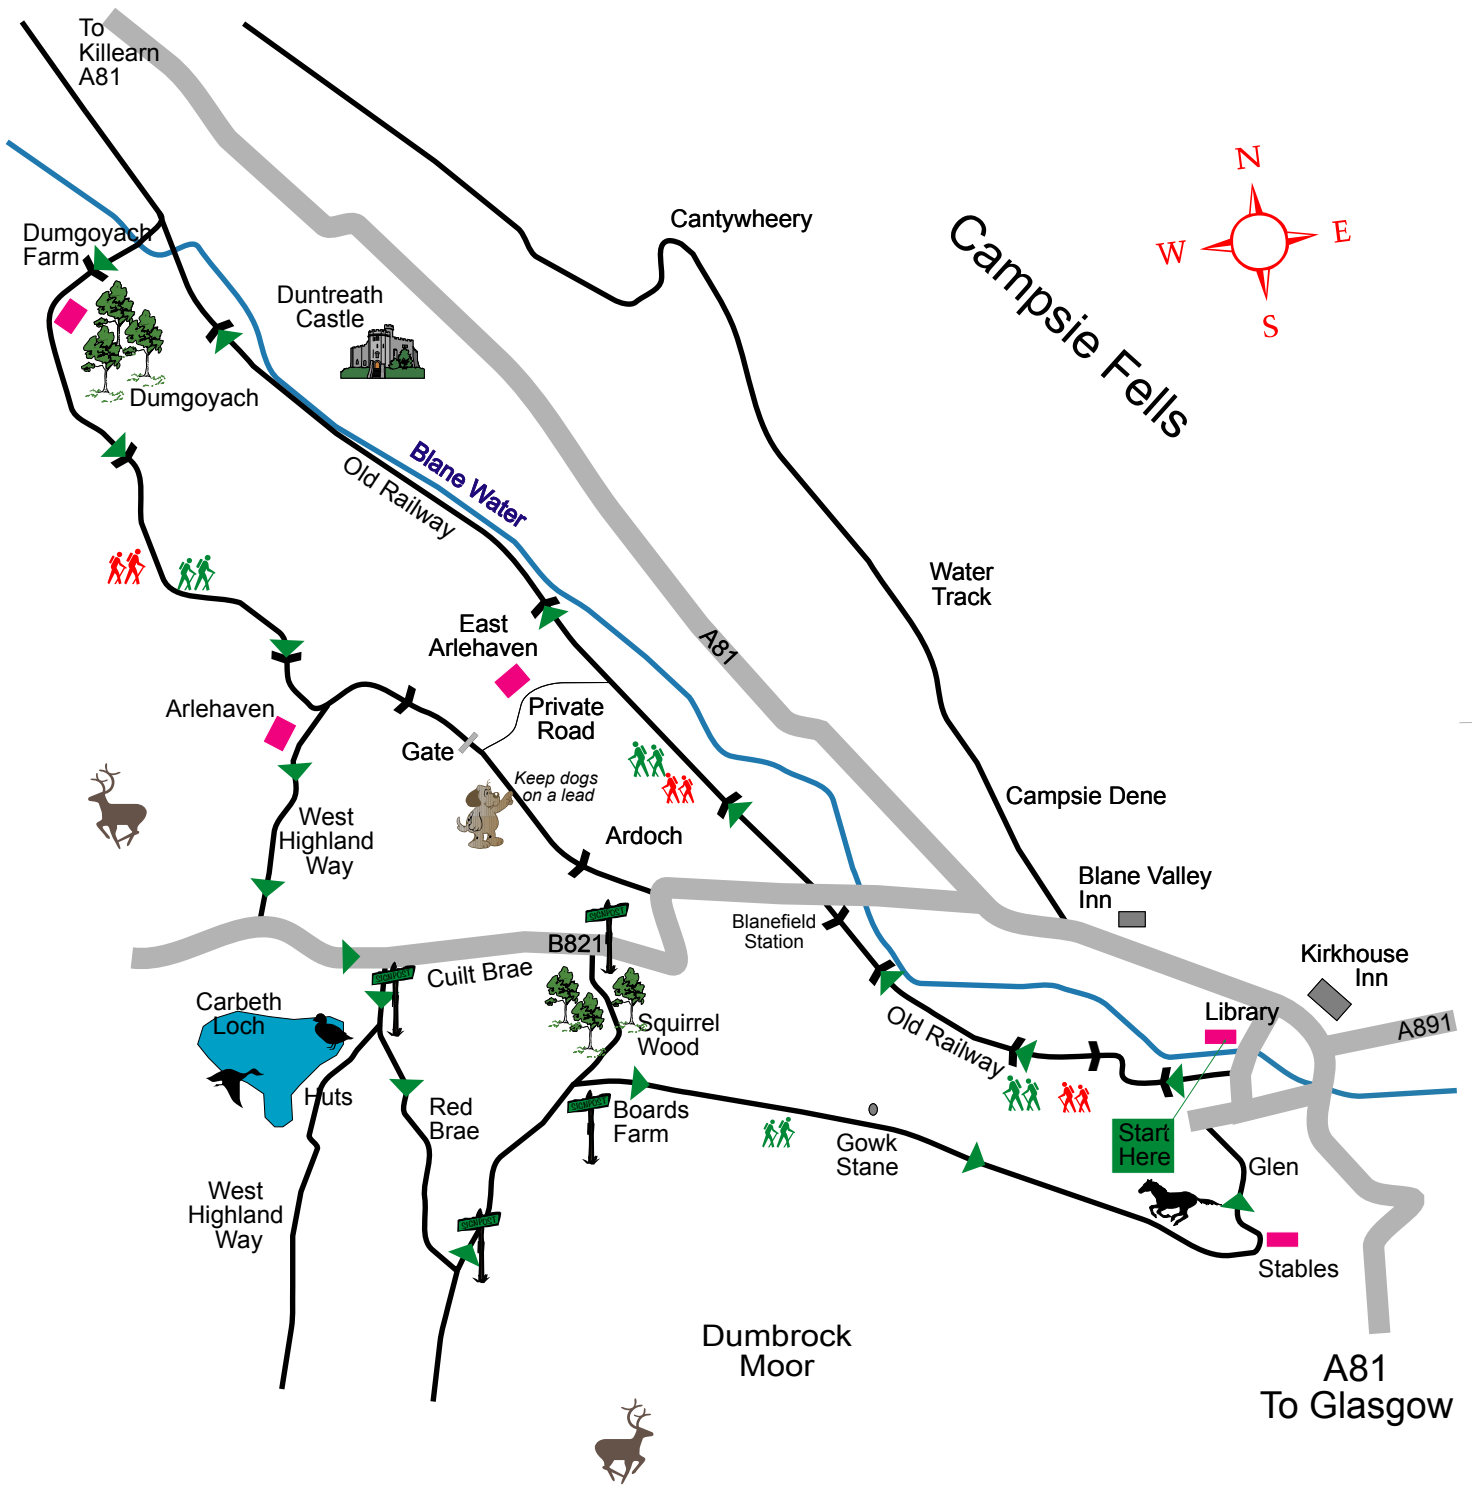 To
Killearn
A81
N
W
E
S
Cantywheery
Campsie Fells
Dumgoyach
Farm
Duntreath
Castle
Dumgoyach
Blane Water
Old Railway
Water
Track
East
Arlehaven
A81
Arlehaven
Private
Road
Gate
Keep dogs
on a lead
Campsie Dene
West
Highland
Way
Ardoch
Blane Valley
Inn
Blanefield
Station
B821
Cuilt Brae
Kirkhouse
Inn
Carbeth
Loch
Squirrel
Wood
Library
Old Railway
A891
Huts
Red
Brae
Boards
Farm
Gowk
Stane
Start
Here
Glen
West
Highland
Way
Stables
Dumbrock
Moor
A81
To Glasgow